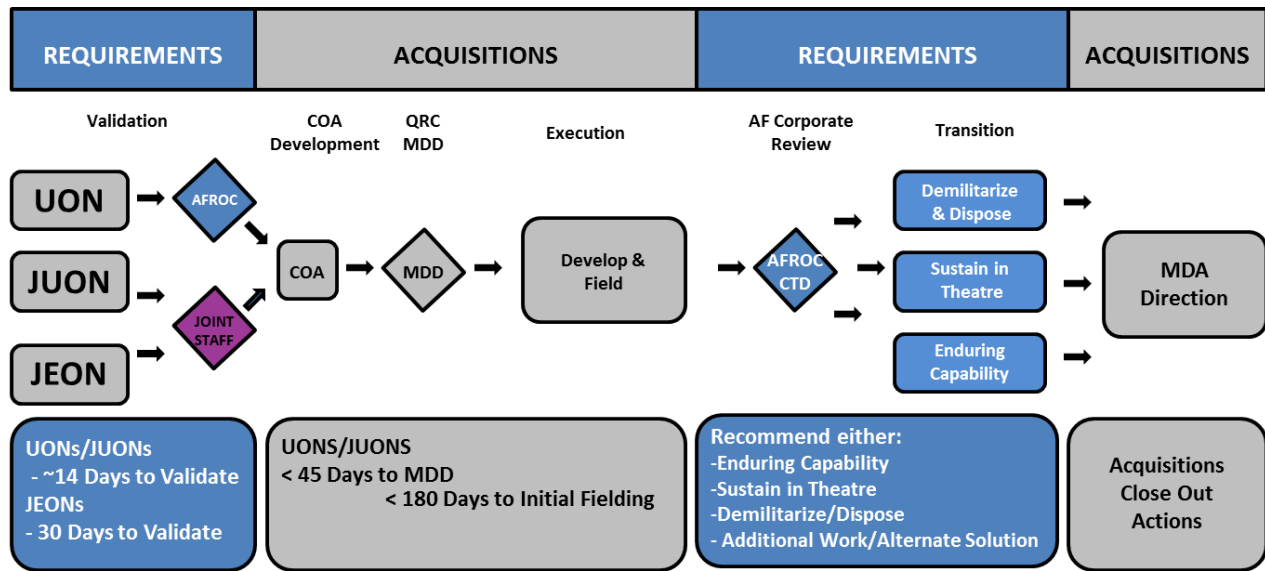 REQUIREMENTS
ACQUISITIONS
REQUIREMENTS
ACQUISITIONS
Validation
COA
Development
QRC
MDD
Execution
AF Corporate
Review
Transition
UON
AFROC
JUON
JOINT
STAFF
JEON
COA
MDD
Develop &
Field
AFROC
CTD
Demilitarize
& Dispose
Sustain in
Theatre
Enduring
Capability
MDA
Direction
UONs/JUONs
- ~14 Days to Validate
JEONs
- 30 Days to Validate
UONS/JUONS
< 45 Days to MDD
< 180 Days to Initial Fielding
Recommend either:
-Enduring Capability
-Sustain in Theatre
-Demilitarize/Dispose
- Additional Work/Alternate Solution
Acquisitions
Close Out
Actions